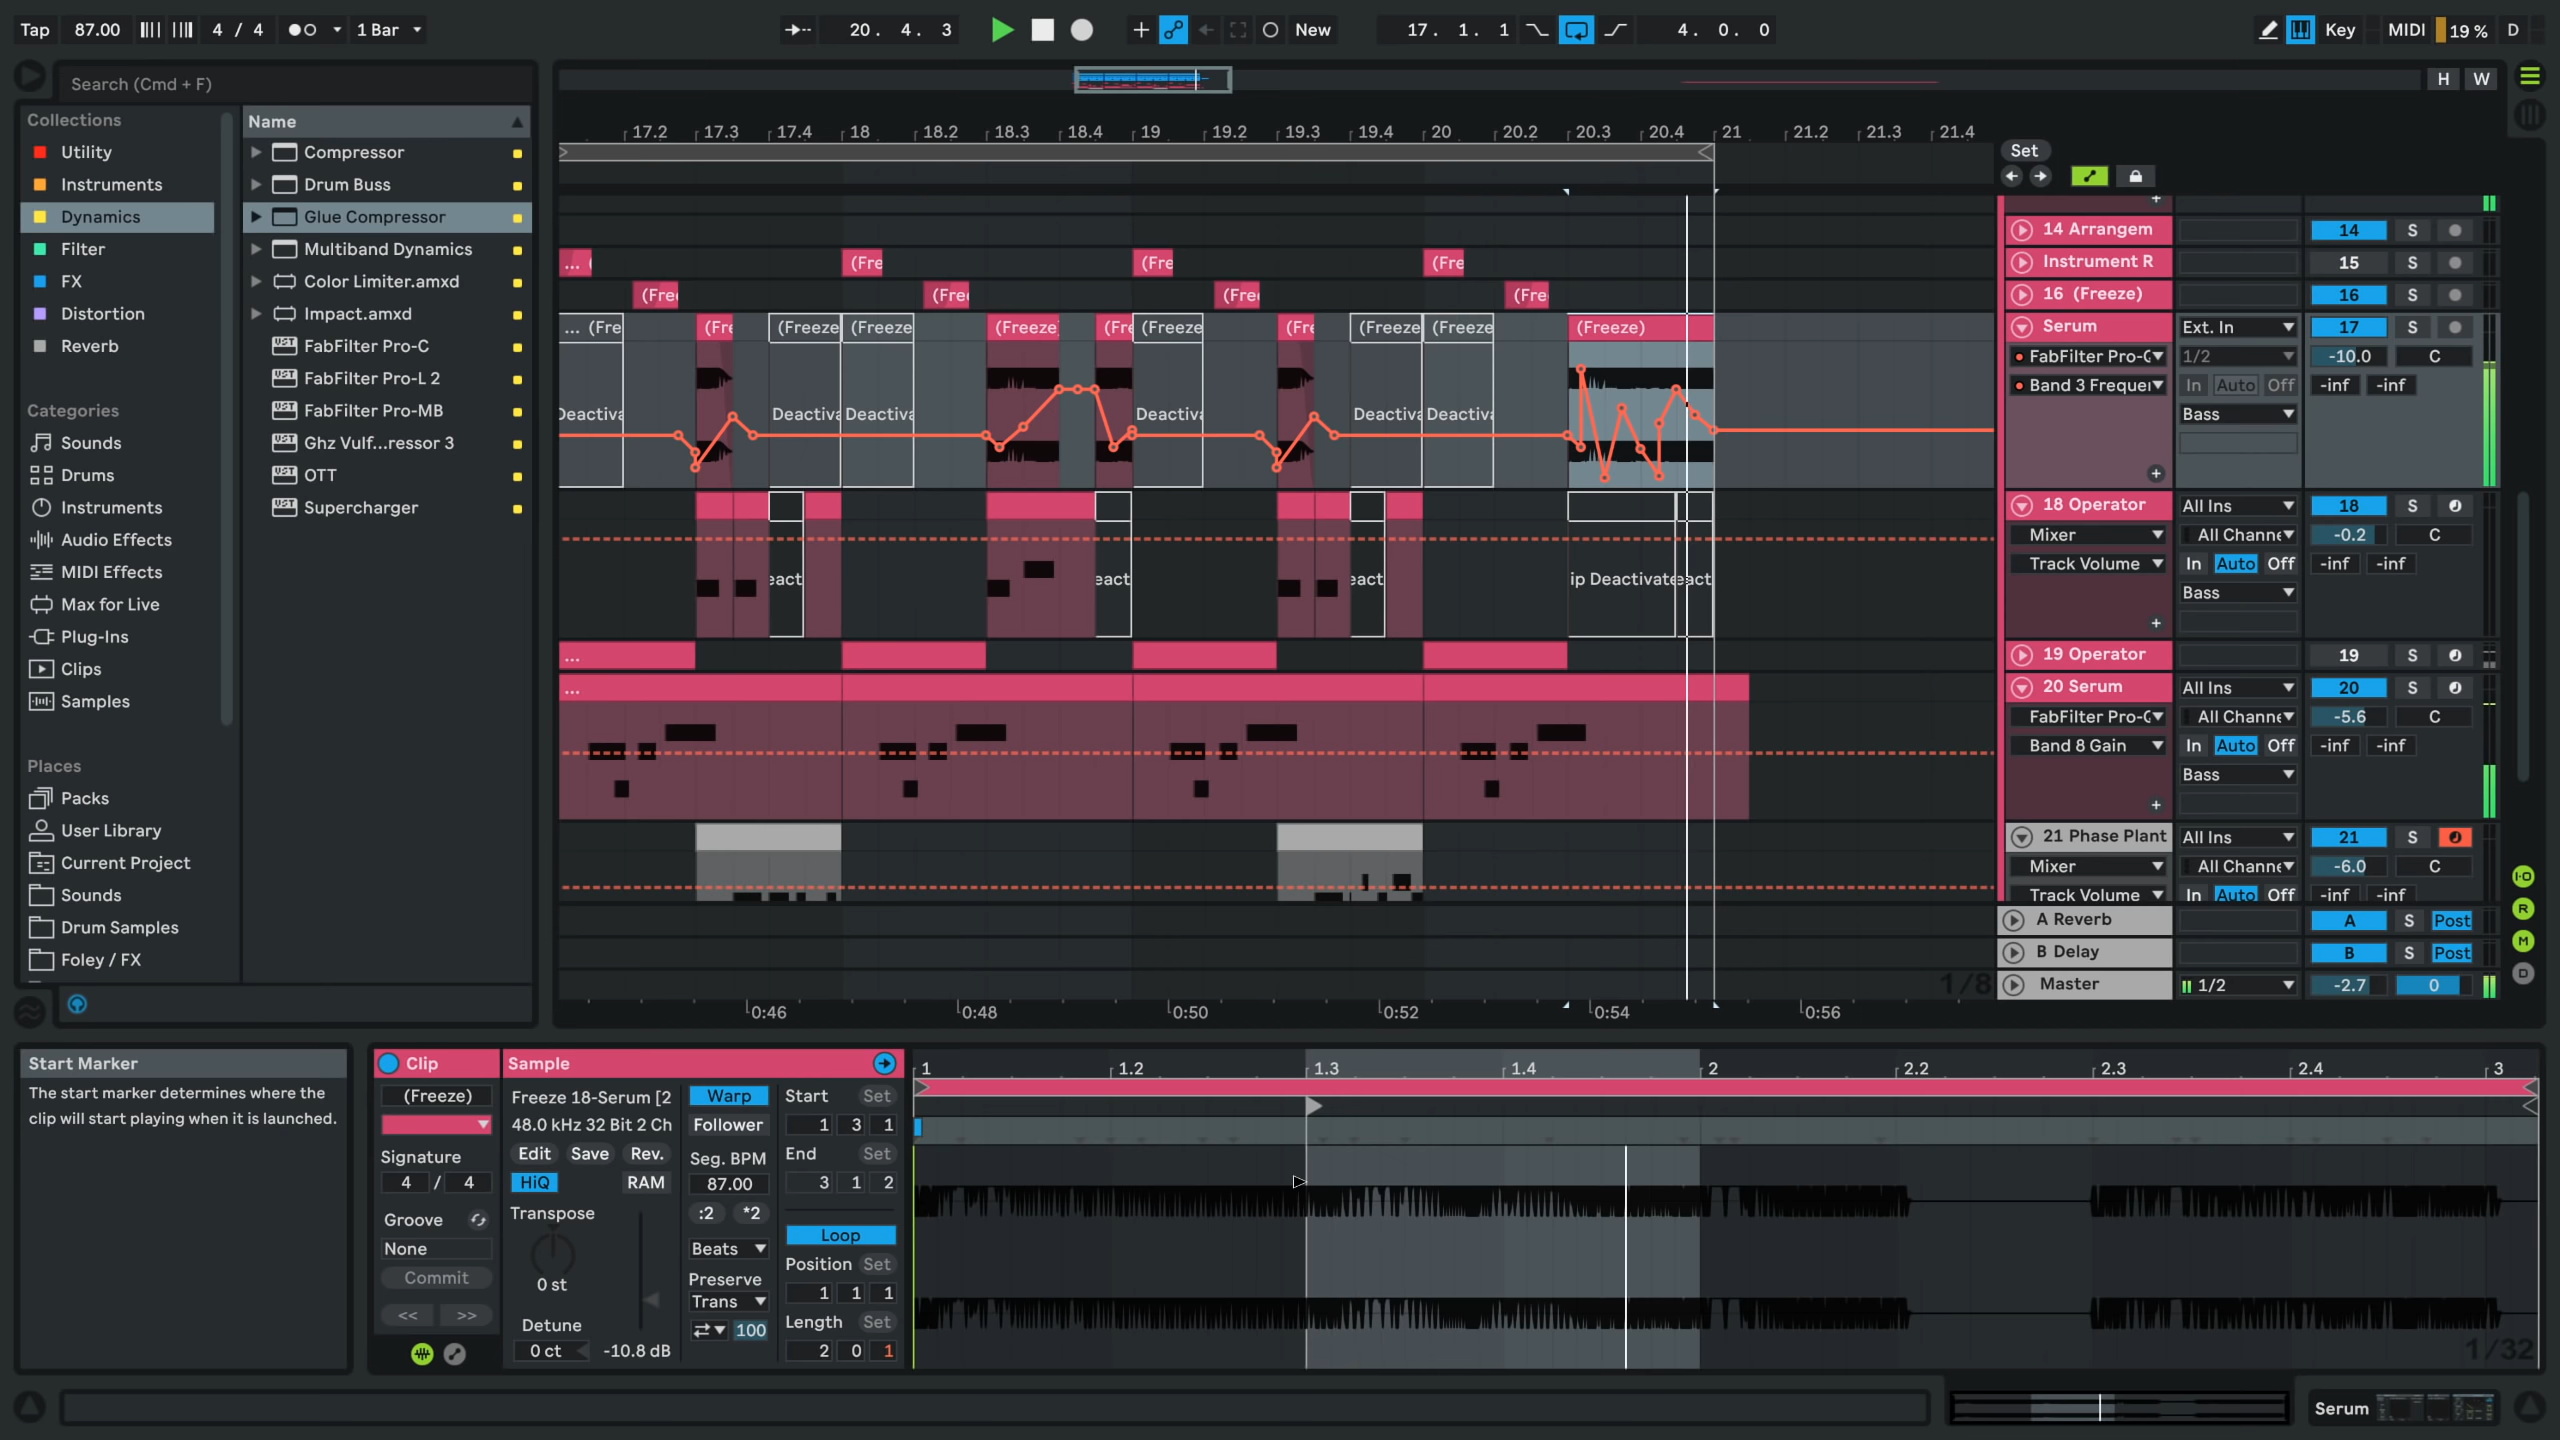 Tap 87.00 4 / 4 1 Bar 20. 4. 3 New 17. 1. 1 4. 0. 0 Key MIDI 19 % D
Search (Cmd + F)
H W
Collections
Utility
Instruments
Dynamics
Filter
FX
Distortion
Reverb
Categories
Sounds
Drums
Instruments
Audio Effects
MIDI Effects
Max for Live
Plug-Ins
Clips
Samples
Places
Packs
User Library
Current Project
Sounds
Drum Samples
Foley / FX
Name
Compressor
Drum Buss
Glue Compressor
Multiband Dynamics
Color Limiter.amxd
Impact.amxd
FabFilter Pro-C
FabFilter Pro-L 2
FabFilter Pro-MB
Ghz Vulf...ressor 3
OTT
Supercharger
17.2 17.3 17.4 18 18.2 18.3 18.4 19 19.2 19.3 19.4 20 20.2 20.3 20.4 21 21.2 21.3 21.4
Set
... ( (Fre (Fre (Fre
(Free (Free (Free (Fre
... (Fre (Fre (Freeze (Freeze (Freeze) (Fre (Freeze (Fre (Freeze (Freeze (Freeze)
Deactiva Deactiva Deactiva Deactiva Deactiva Deactiva
eact eact eact ip Deactivate eact
...
...
14 Arrangem 14 S
Instrument R 15 S
16 (Freeze) 16 S
Serum Ext. In 17 S
FabFilter Pro-Q 1/2 -10.0 C
Band 3 Frequen In Auto Off -inf -inf
Bass
18 Operator All Ins 18 S
Mixer All Channe -0.2 C
Track Volume In Auto Off -inf -inf
Bass
19 Operator 19 S
20 Serum All Ins 20 S
FabFilter Pro-Q All Channe -5.6 C
Band 8 Gain In Auto Off -inf -inf
Bass
21 Phase Plant All Ins 21 S
Mixer All Channe -6.0 C
Track Volume In Auto Off -inf -inf
A Reverb A S Post
B Delay B S Post
Master 1/2 -2.7 0
I·O
R
M
D
1/8
0:46 0:48 0:50 0:52 0:54 0:56
Start Marker
The start marker determines where the
clip will start playing when it is launched.
Clip
(Freeze)
Signature
4 / 4
Groove
None
Commit
<< >>
Sample
Freeze 18-Serum [2
48.0 kHz 32 Bit 2 Ch
Edit Save Rev.
HiQ RAM
Transpose
0 st
Detune
0 ct -10.8 dB
Warp
Follower
Seg. BPM
87.00
:2 *2
Beats
Preserve
Trans
100
Start Set
1 3 1
End Set
3 1 2
Loop
Position Set
1 1 1
Length Set
2 0 1
1 1.2 1.3 1.4 2 2.2 2.3 2.4 3
1/32
Serum